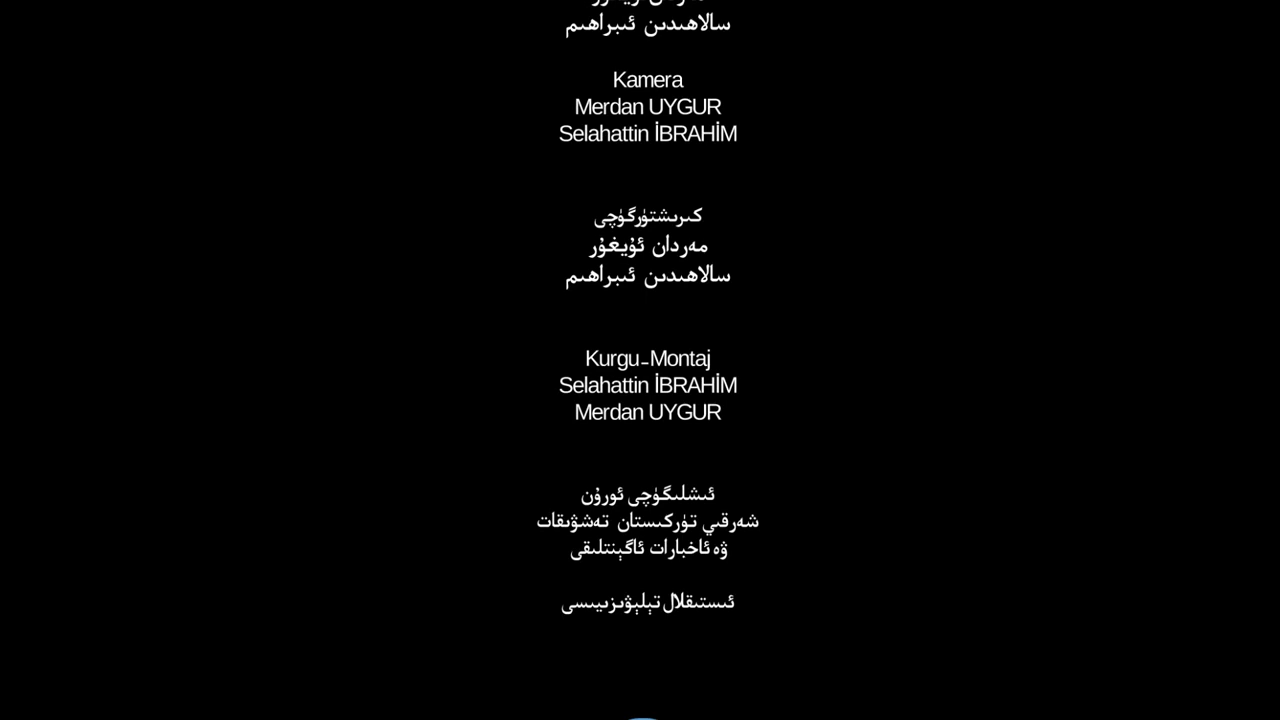 سالاھىدىن ئىبراھىم
Kamera
Merdan UYGUR
Selahattin İBRAHİM
كىرىشتۈرگۈچى
مەردان ئۇيغۇر
سالاھىدىن ئىبراھىم
Kurgu-Montaj
Selahattin İBRAHİM
Merdan UYGUR
ئىشلىگۈچى ئورۇن
شەرقىي تۈركىستان تەشۋىقات
ۋە ئاخبارات ئاگېنتلىقى
ئىستىقلال تېلېۋىزىيىسى